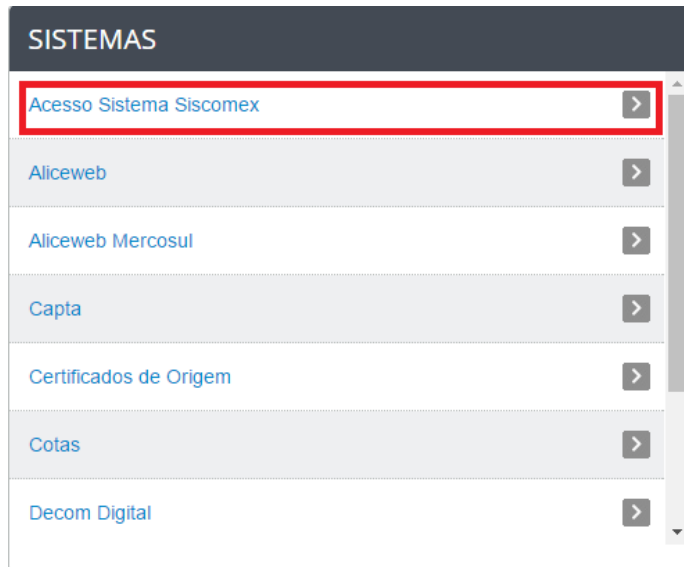 SISTEMAS
Acesso Sistema Siscomex
Aliceweb
Aliceweb Mercosul
Capta
Certificados de Origem
Cotas
Decom Digital